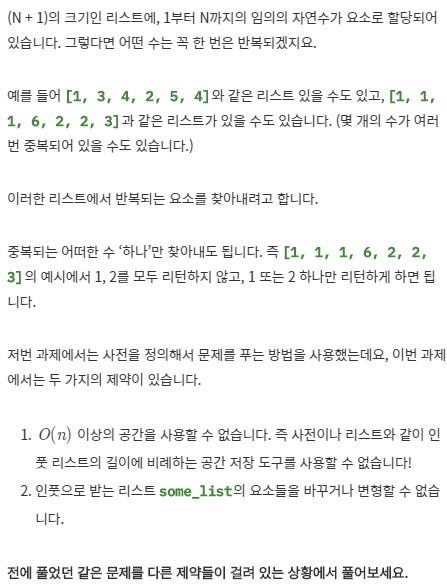 (N + 1)의 크기인 리스트에, 1부터 N까지의 임의의 자연수가 요소로 할당되어
있습니다. 그렇다면 어떤 수는 꼭 한 번은 반복되겠지요.
예를 들어 [1, 3, 4, 2, 5, 4]와 같은 리스트 있을 수도 있고, [1, 1,
1, 6, 2, 2, 3]과 같은 리스트가 있을 수도 있습니다. (몇 개의 수가 여러
번 중복되어 있을 수도 있습니다.)
이러한 리스트에서 반복되는 요소를 찾아내려고 합니다.
중복되는 어떠한 수 ‘하나’만 찾아내도 됩니다. 즉 [1, 1, 1, 6, 2, 2,
3]의 예시에서 1, 2를 모두 리턴하지 않고, 1 또는 2 하나만 리턴하게 하면 됩
니다.
저번 과제에서는 사전을 정의해서 문제를 푸는 방법을 사용했는데요, 이번 과제
에서는 두 가지의 제약이 있습니다.
1. O(n) 이상의 공간을 사용할 수 없습니다. 즉 사전이나 리스트와 같이 인
풋 리스트의 길이에 비례하는 공간 저장 도구를 사용할 수 없습니다!
2. 인풋으로 받는 리스트 some_list의 요소들을 바꾸거나 변형할 수 없습
니다.
전에 풀었던 같은 문제를 다른 제약들이 걸려 있는 상황에서 풀어보세요.